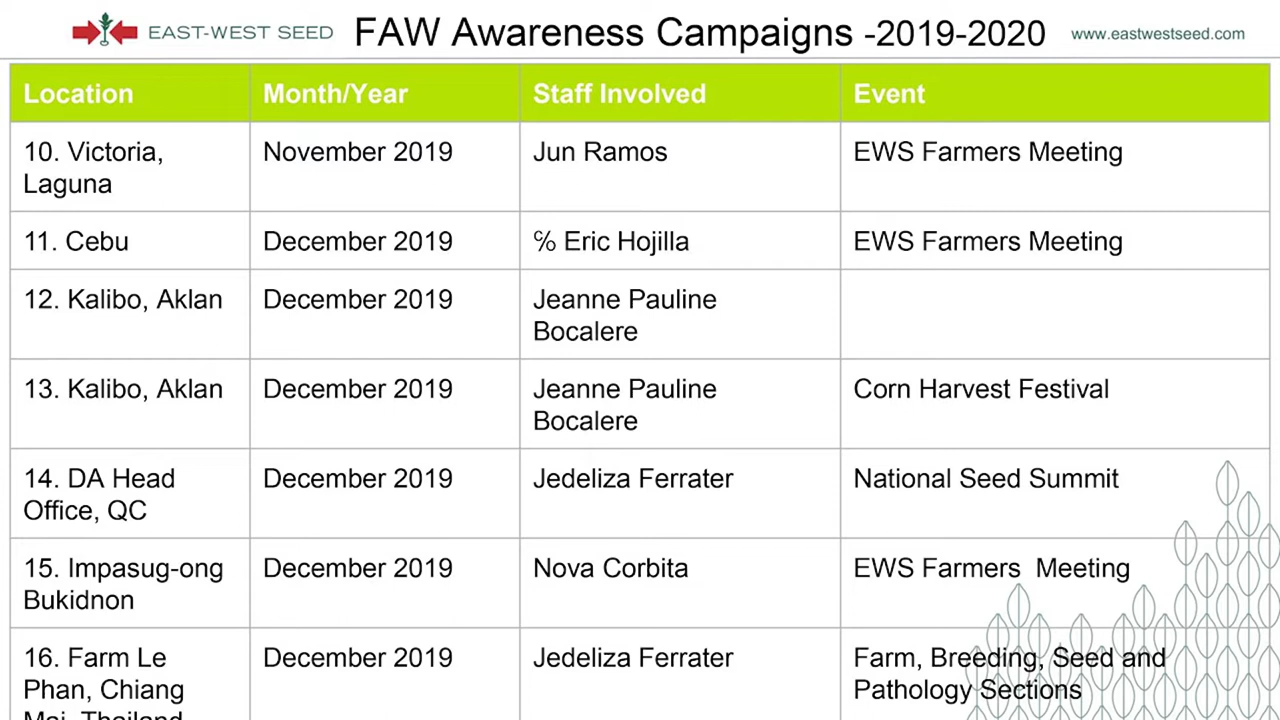 EAST-WEST SEED FAW Awareness Campaigns -2019-2020 www.eastwestseed.com
Location Month/Year Staff Involved Event
10. Victoria, Laguna November 2019 Jun Ramos EWS Farmers Meeting
11. Cebu December 2019 ℅ Eric Hojilla EWS Farmers Meeting
12. Kalibo, Aklan December 2019 Jeanne Pauline Bocalere
13. Kalibo, Aklan December 2019 Jeanne Pauline Bocalere Corn Harvest Festival
14. DA Head Office, QC December 2019 Jedeliza Ferrater National Seed Summit
15. Impasug-ong Bukidnon December 2019 Nova Corbita EWS Farmers Meeting
16. Farm Le Phan, Chiang Mai, Thailand December 2019 Jedeliza Ferrater Farm, Breeding, Seed and Pathology Sections